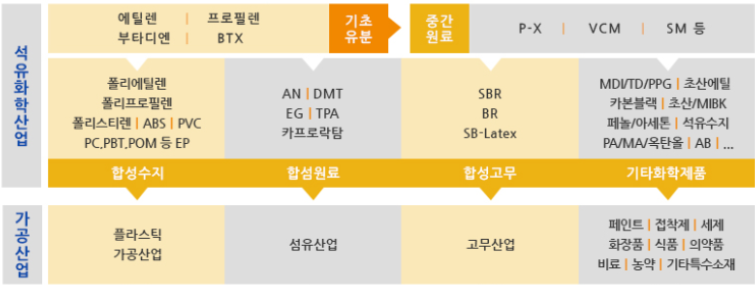 석유화학산업
에틸렌 | 프로필렌
부타디엔 | BTX
기초
유분
중간
원료
P-X | VCM | SM 등
폴리에틸렌
폴리프로필렌
폴리스티렌 | ABS | PVC
PC,PBT,POM 등 EP
합성수지
AN | DMT
EG | TPA
카프로락탐
합섬원료
SBR
BR
SB-Latex
합성고무
MDI/TD/PPG | 초산에틸
카본블랙 | 초산/MIBK
페놀/아세톤 | 석유수지
PA/MA/옥탄올 | AB | ...
기타화학제품
가공산업
플라스틱
가공산업
섬유산업
고무산업
페인트 | 접착제 | 세제
화장품 | 식품 | 의약품
비료 | 농약 | 기타특수소재